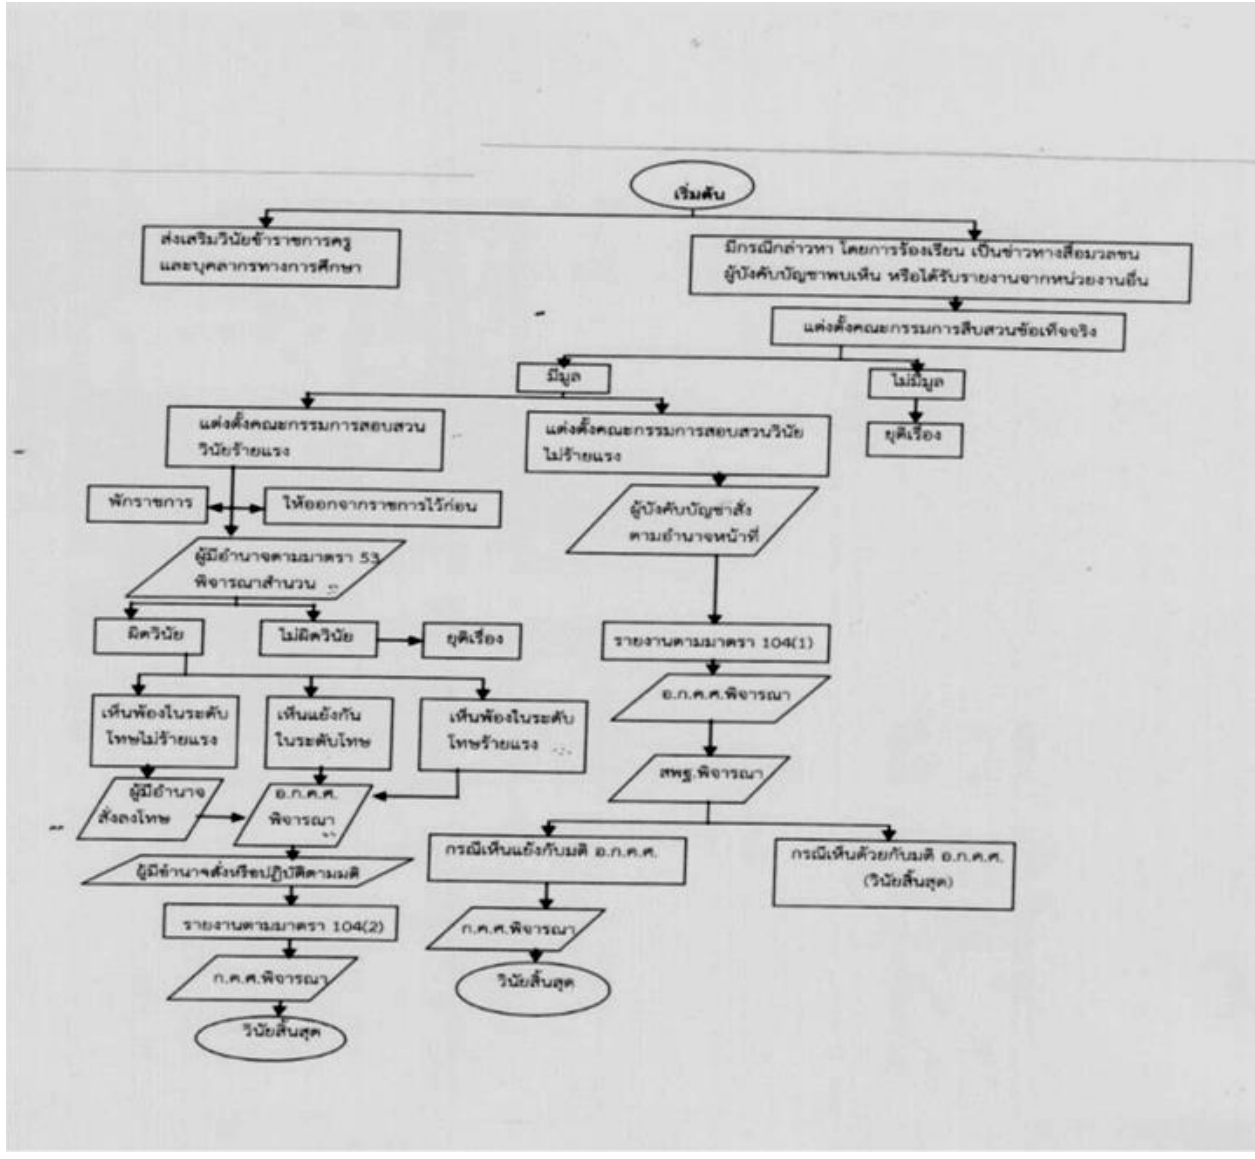 เริ่มต้น
ส่งเสริมวินัยข้าราชการครู
และบุคลากรทางการศึกษา
มีกรณีกล่าวหา โดยการร้องเรียน เป็นข่าวทางสื่อมวลชน
ผู้บังคับบัญชาพบเห็น หรือได้รับรายงานจากหน่วยงานอื่น
แต่งตั้งคณะกรรมการสืบสวนข้อเท็จจริง
มีมูล
ไม่มีมูล
แต่งตั้งคณะกรรมการสอบสวน
วินัยร้ายแรง
แต่งตั้งคณะกรรมการสอบสวนวินัย
ไม่ร้ายแรง
ยุติเรื่อง
พักราชการ
ให้ออกจากราชการไว้ก่อน
ผู้บังคับบัญชาสั่ง
ตามอำนาจหน้าที่
ผู้มีอำนาจตามมาตรา 53
พิจารณาสำนวน
ผิดวินัย
ไม่ผิดวินัย
ยุติเรื่อง
รายงานตามมาตรา 104(1)
อ.ก.ค.ศ.พิจารณา
เห็นพ้องในระดับ
โทษไม่ร้ายแรง
เห็นแย้งกัน
ในระดับโทษ
เห็นพ้องในระดับ
โทษร้ายแรง
สพฐ.พิจารณา
ผู้มีอำนาจ
สั่งลงโทษ
อ.ก.ค.ศ.
พิจารณา
กรณีเห็นแย้งกับมติ อ.ก.ค.ศ.
กรณีเห็นด้วยกับมติ อ.ก.ค.ศ.
(วินัยสิ้นสุด)
ผู้มีอำนาจสั่งหรือปฏิบัติตามมติ
รายงานตามมาตรา 104(2)
ก.ค.ศ.พิจารณา
ก.ค.ศ.พิจารณา
วินัยสิ้นสุด
วินัยสิ้นสุด